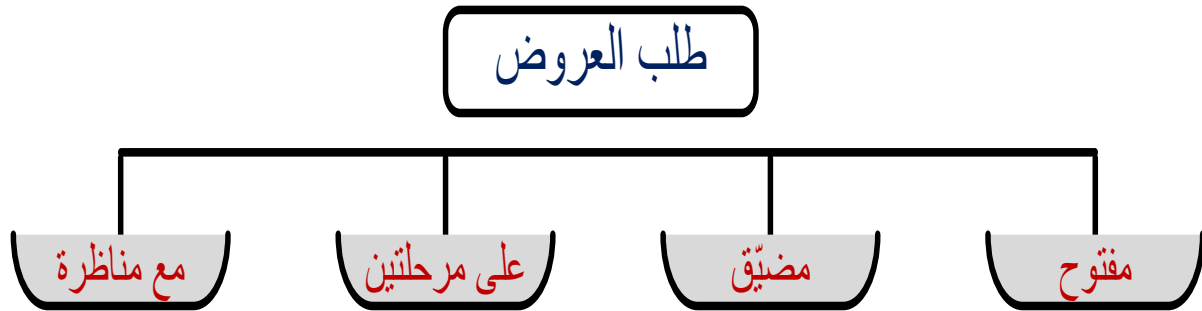 طلب العروض
مفتوح
مضيّق
على مرحلتين
مع مناظرة